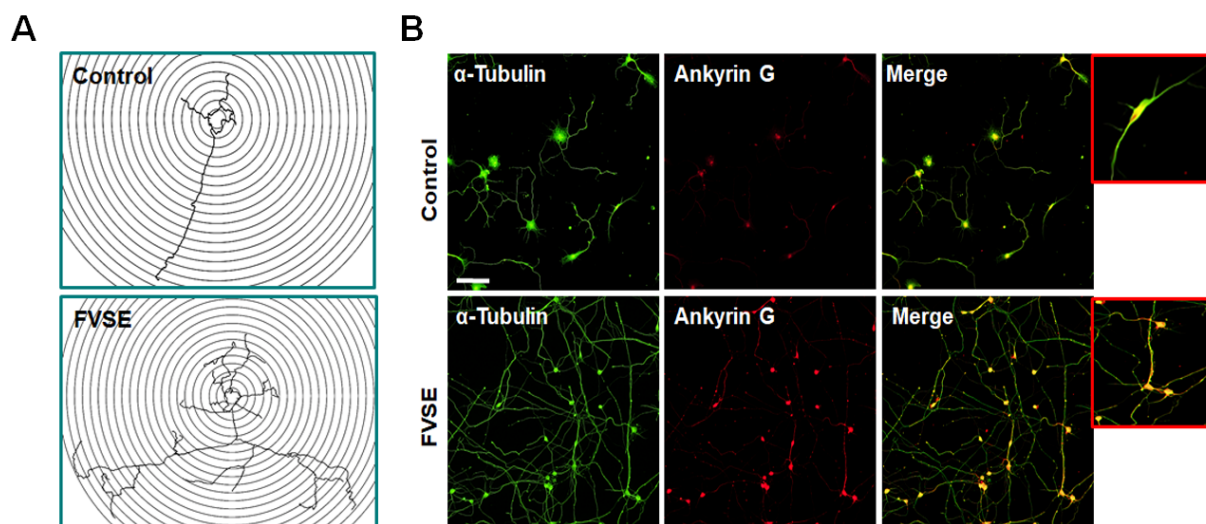 A
B
Control
α-Tubulin
Ankyrin G
Merge
Control
FVSE
α-Tubulin
Ankyrin G
Merge
FVSE